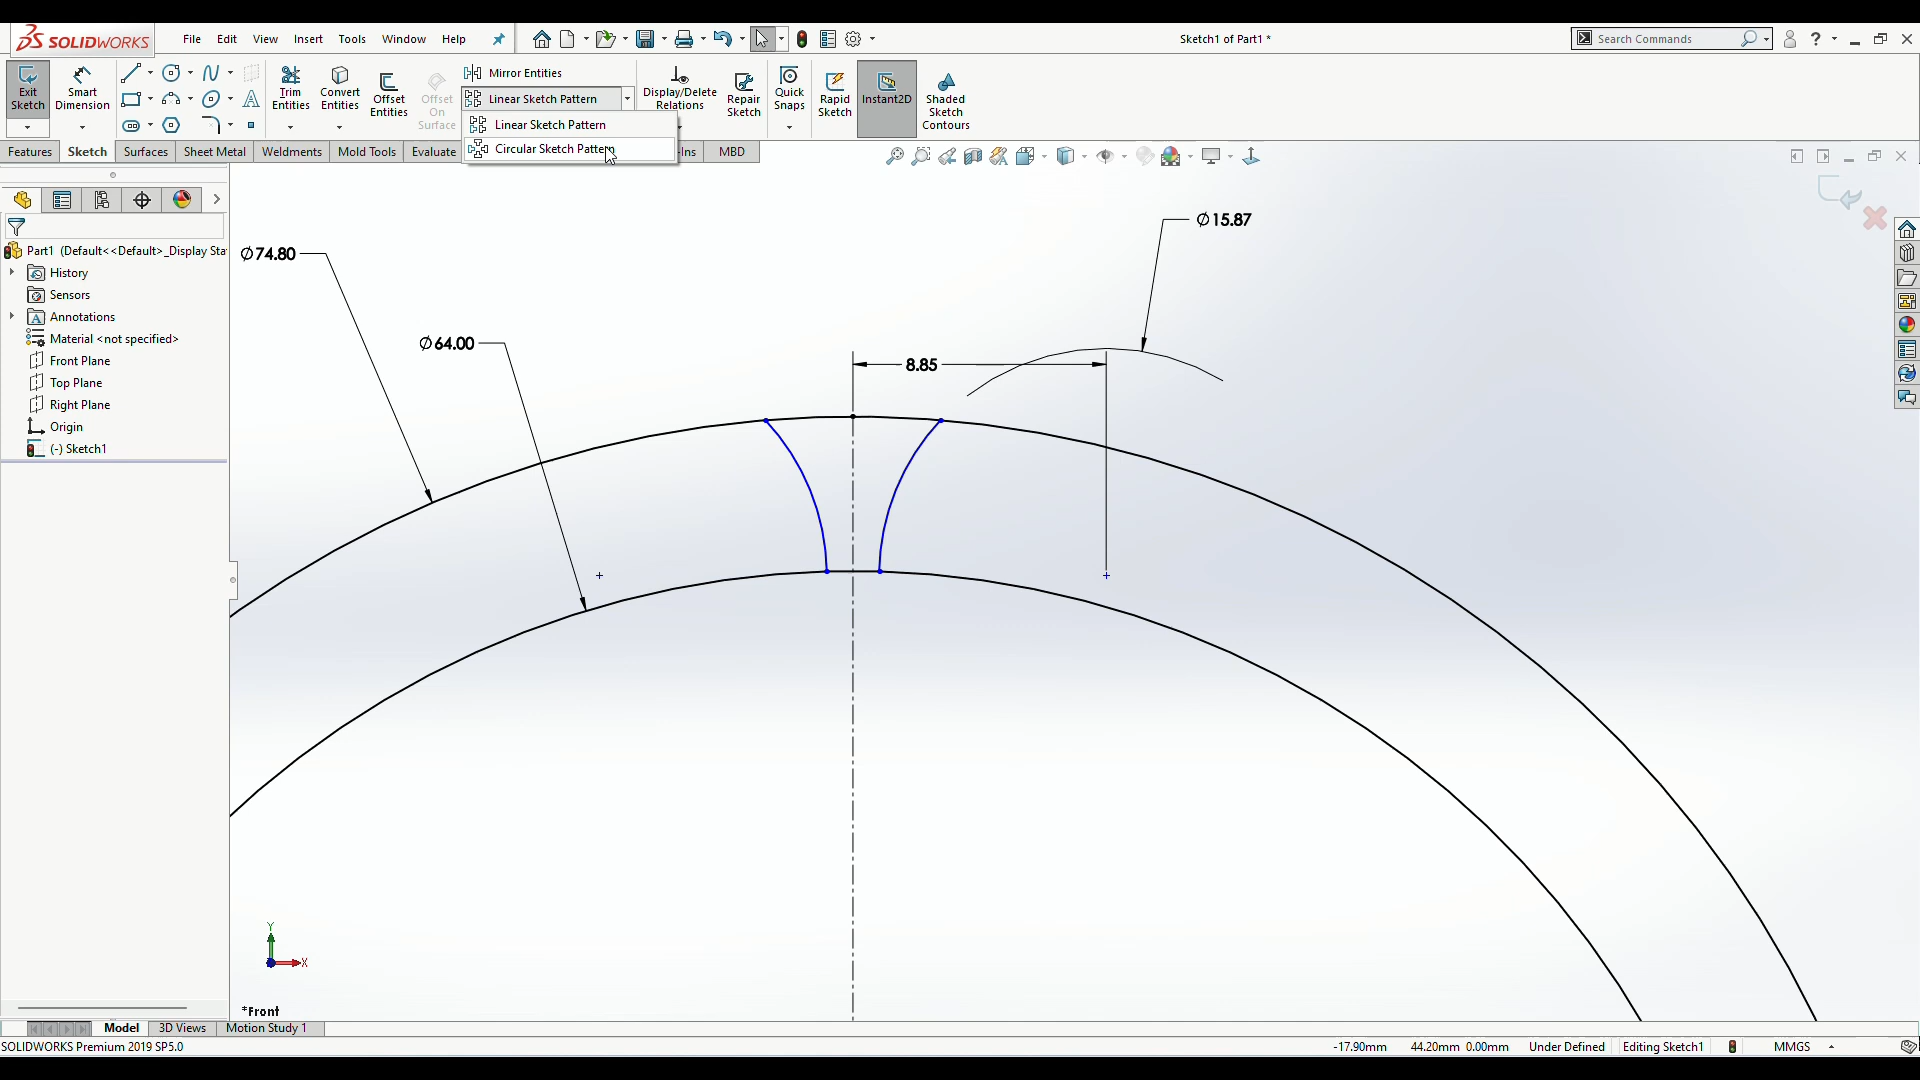 SOLIDWORKS File Edit View Insert Tools Window Help Sketch1 of Part1 * Search Commands ?
Exit Sketch Smart Dimension Trim Entities Convert Entities Offset Entities Offset On Surface Mirror Entities Linear Sketch Pattern Display/Delete Relations Repair Sketch Quick Snaps Rapid Sketch Instant2D Shaded Sketch Contours
Linear Sketch Pattern
Circular Sketch Pattern
Features Sketch Surfaces Sheet Metal Weldments Mold Tools Evaluate -Ins MBD
Part1 (Default<<Default>_Display Sta
History
Sensors
Annotations
Material <not specified>
Front Plane
Top Plane
Right Plane
Origin
(-) Sketch1
∅15.87
∅74.80
∅64.00
8.85
Y
X
*Front
Model 3D Views Motion Study 1
SOLIDWORKS Premium 2019 SP5.0 -17.90mm 44.20mm 0.00mm Under Defined Editing Sketch1 MMGS